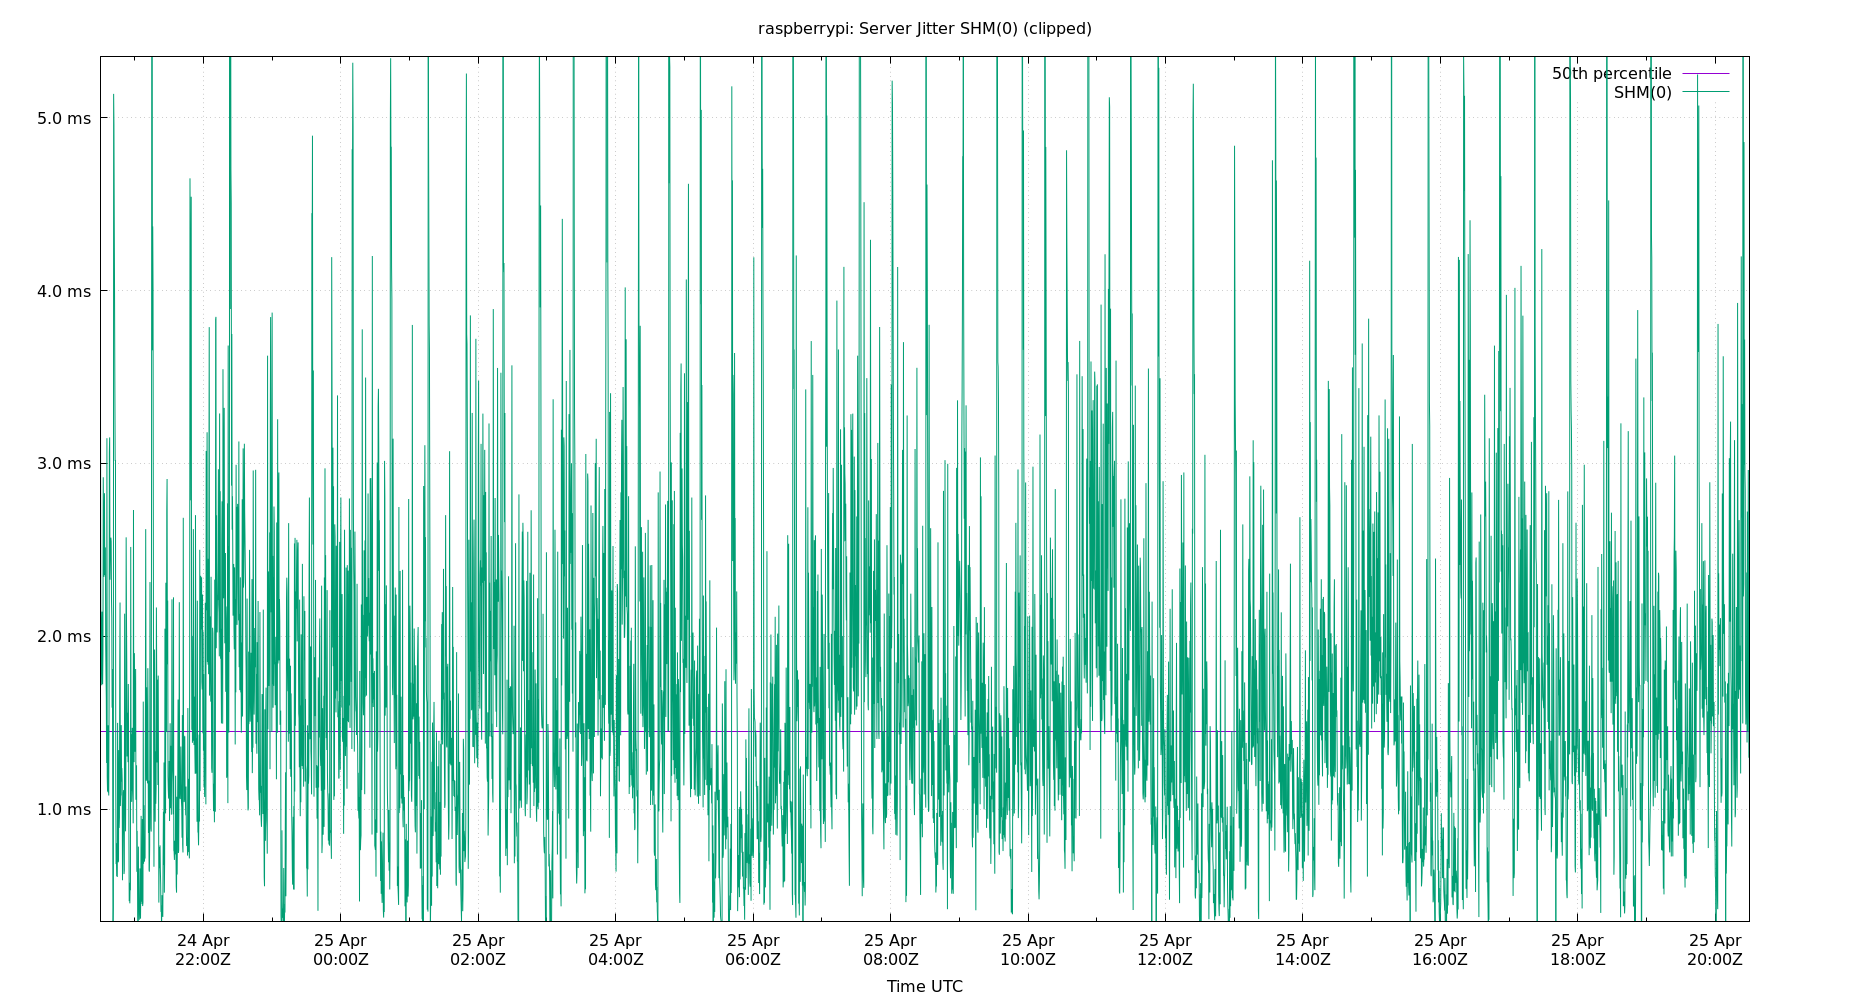 raspberrypi: Server Jitter SHM(0) (clipped)
50th percentile
SHM(0)
5.0 ms
4.0 ms
3.0 ms
2.0 ms
1.0 ms
24 Apr 25 Apr 25 Apr 25 Apr 25 Apr 25 Apr 25 Apr 25 Apr 25 Apr 25 Apr 25 Apr 25 Apr
22:00Z 00:00Z 02:00Z 04:00Z 06:00Z 08:00Z 10:00Z 12:00Z 14:00Z 16:00Z 18:00Z 20:00Z
Time UTC